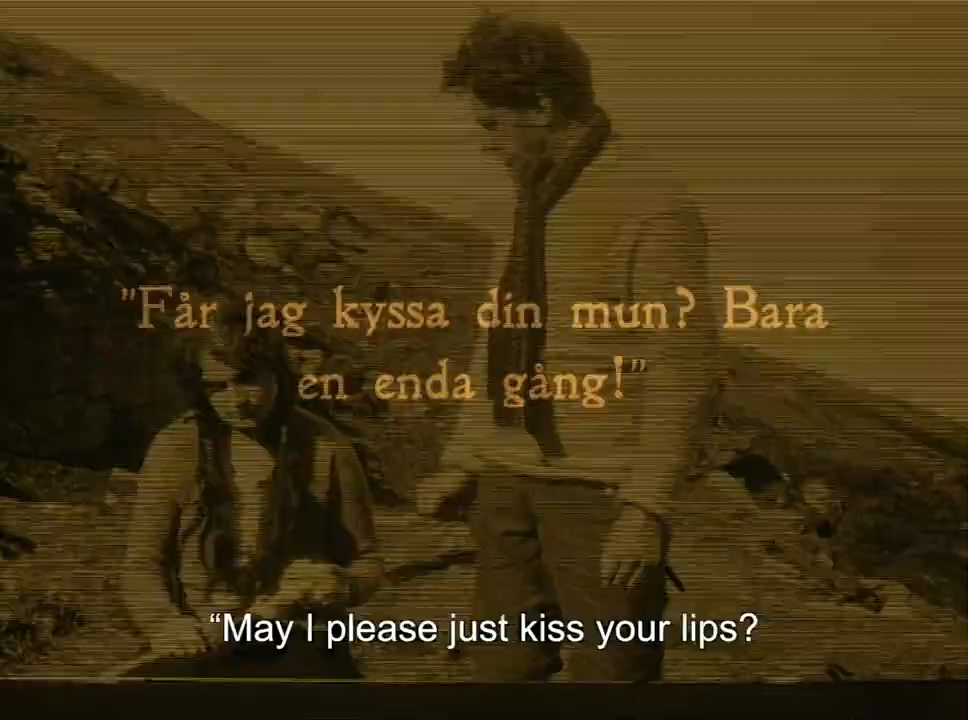 "Får jag kyssa din mun? Bara
en enda gång!"
“May I please just kiss your lips?